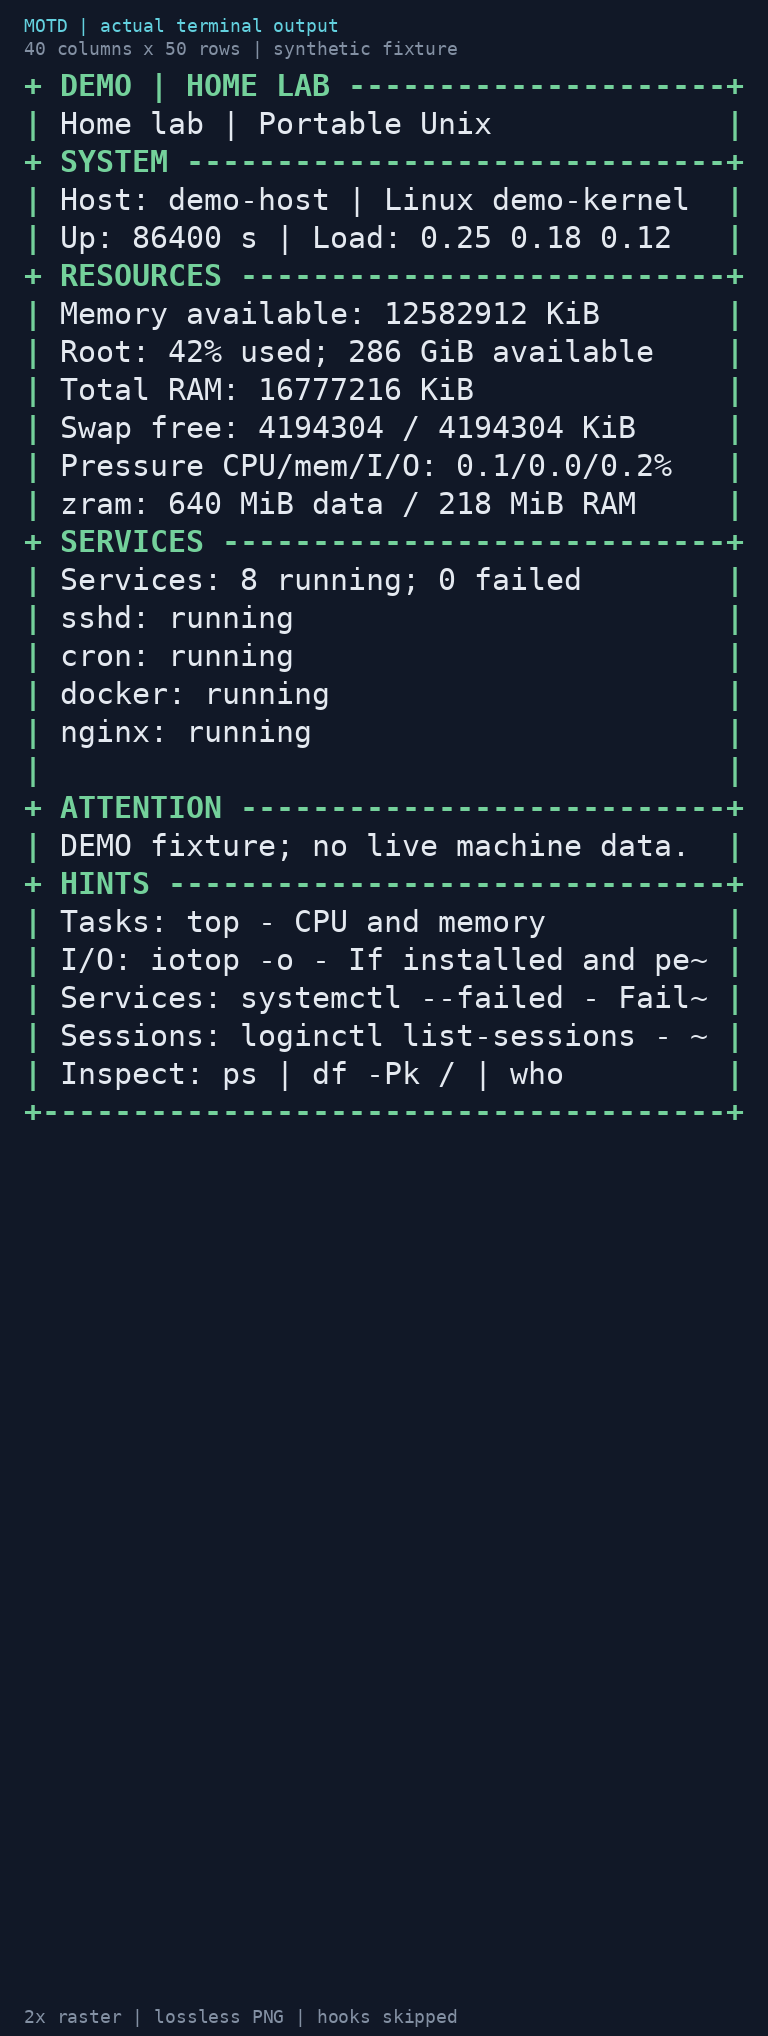 MOTD | actual terminal output
40 columns x 50 rows | synthetic fixture
+ DEMO | HOME LAB ---------------------+
| Home lab | Portable Unix             |
+ SYSTEM ------------------------------+
| Host: demo-host | Linux demo-kernel  |
| Up: 86400 s | Load: 0.25 0.18 0.12   |
+ RESOURCES ---------------------------+
| Memory available: 12582912 KiB       |
| Root: 42% used; 286 GiB available    |
| Total RAM: 16777216 KiB              |
| Swap free: 4194304 / 4194304 KiB     |
| Pressure CPU/mem/I/O: 0.1/0.0/0.2%   |
| zram: 640 MiB data / 218 MiB RAM     |
+ SERVICES ----------------------------+
| Services: 8 running; 0 failed        |
| sshd: running                        |
| cron: running                        |
| docker: running                      |
| nginx: running                       |
|                                      |
+ ATTENTION ---------------------------+
| DEMO fixture; no live machine data.  |
+ HINTS -------------------------------+
| Tasks: top - CPU and memory          |
| I/O: iotop -o - If installed and pe~ |
| Services: systemctl --failed - Fail~ |
| Sessions: loginctl list-sessions - ~ |
| Inspect: ps | df -Pk / | who         |
+--------------------------------------+
2x raster | lossless PNG | hooks skipped